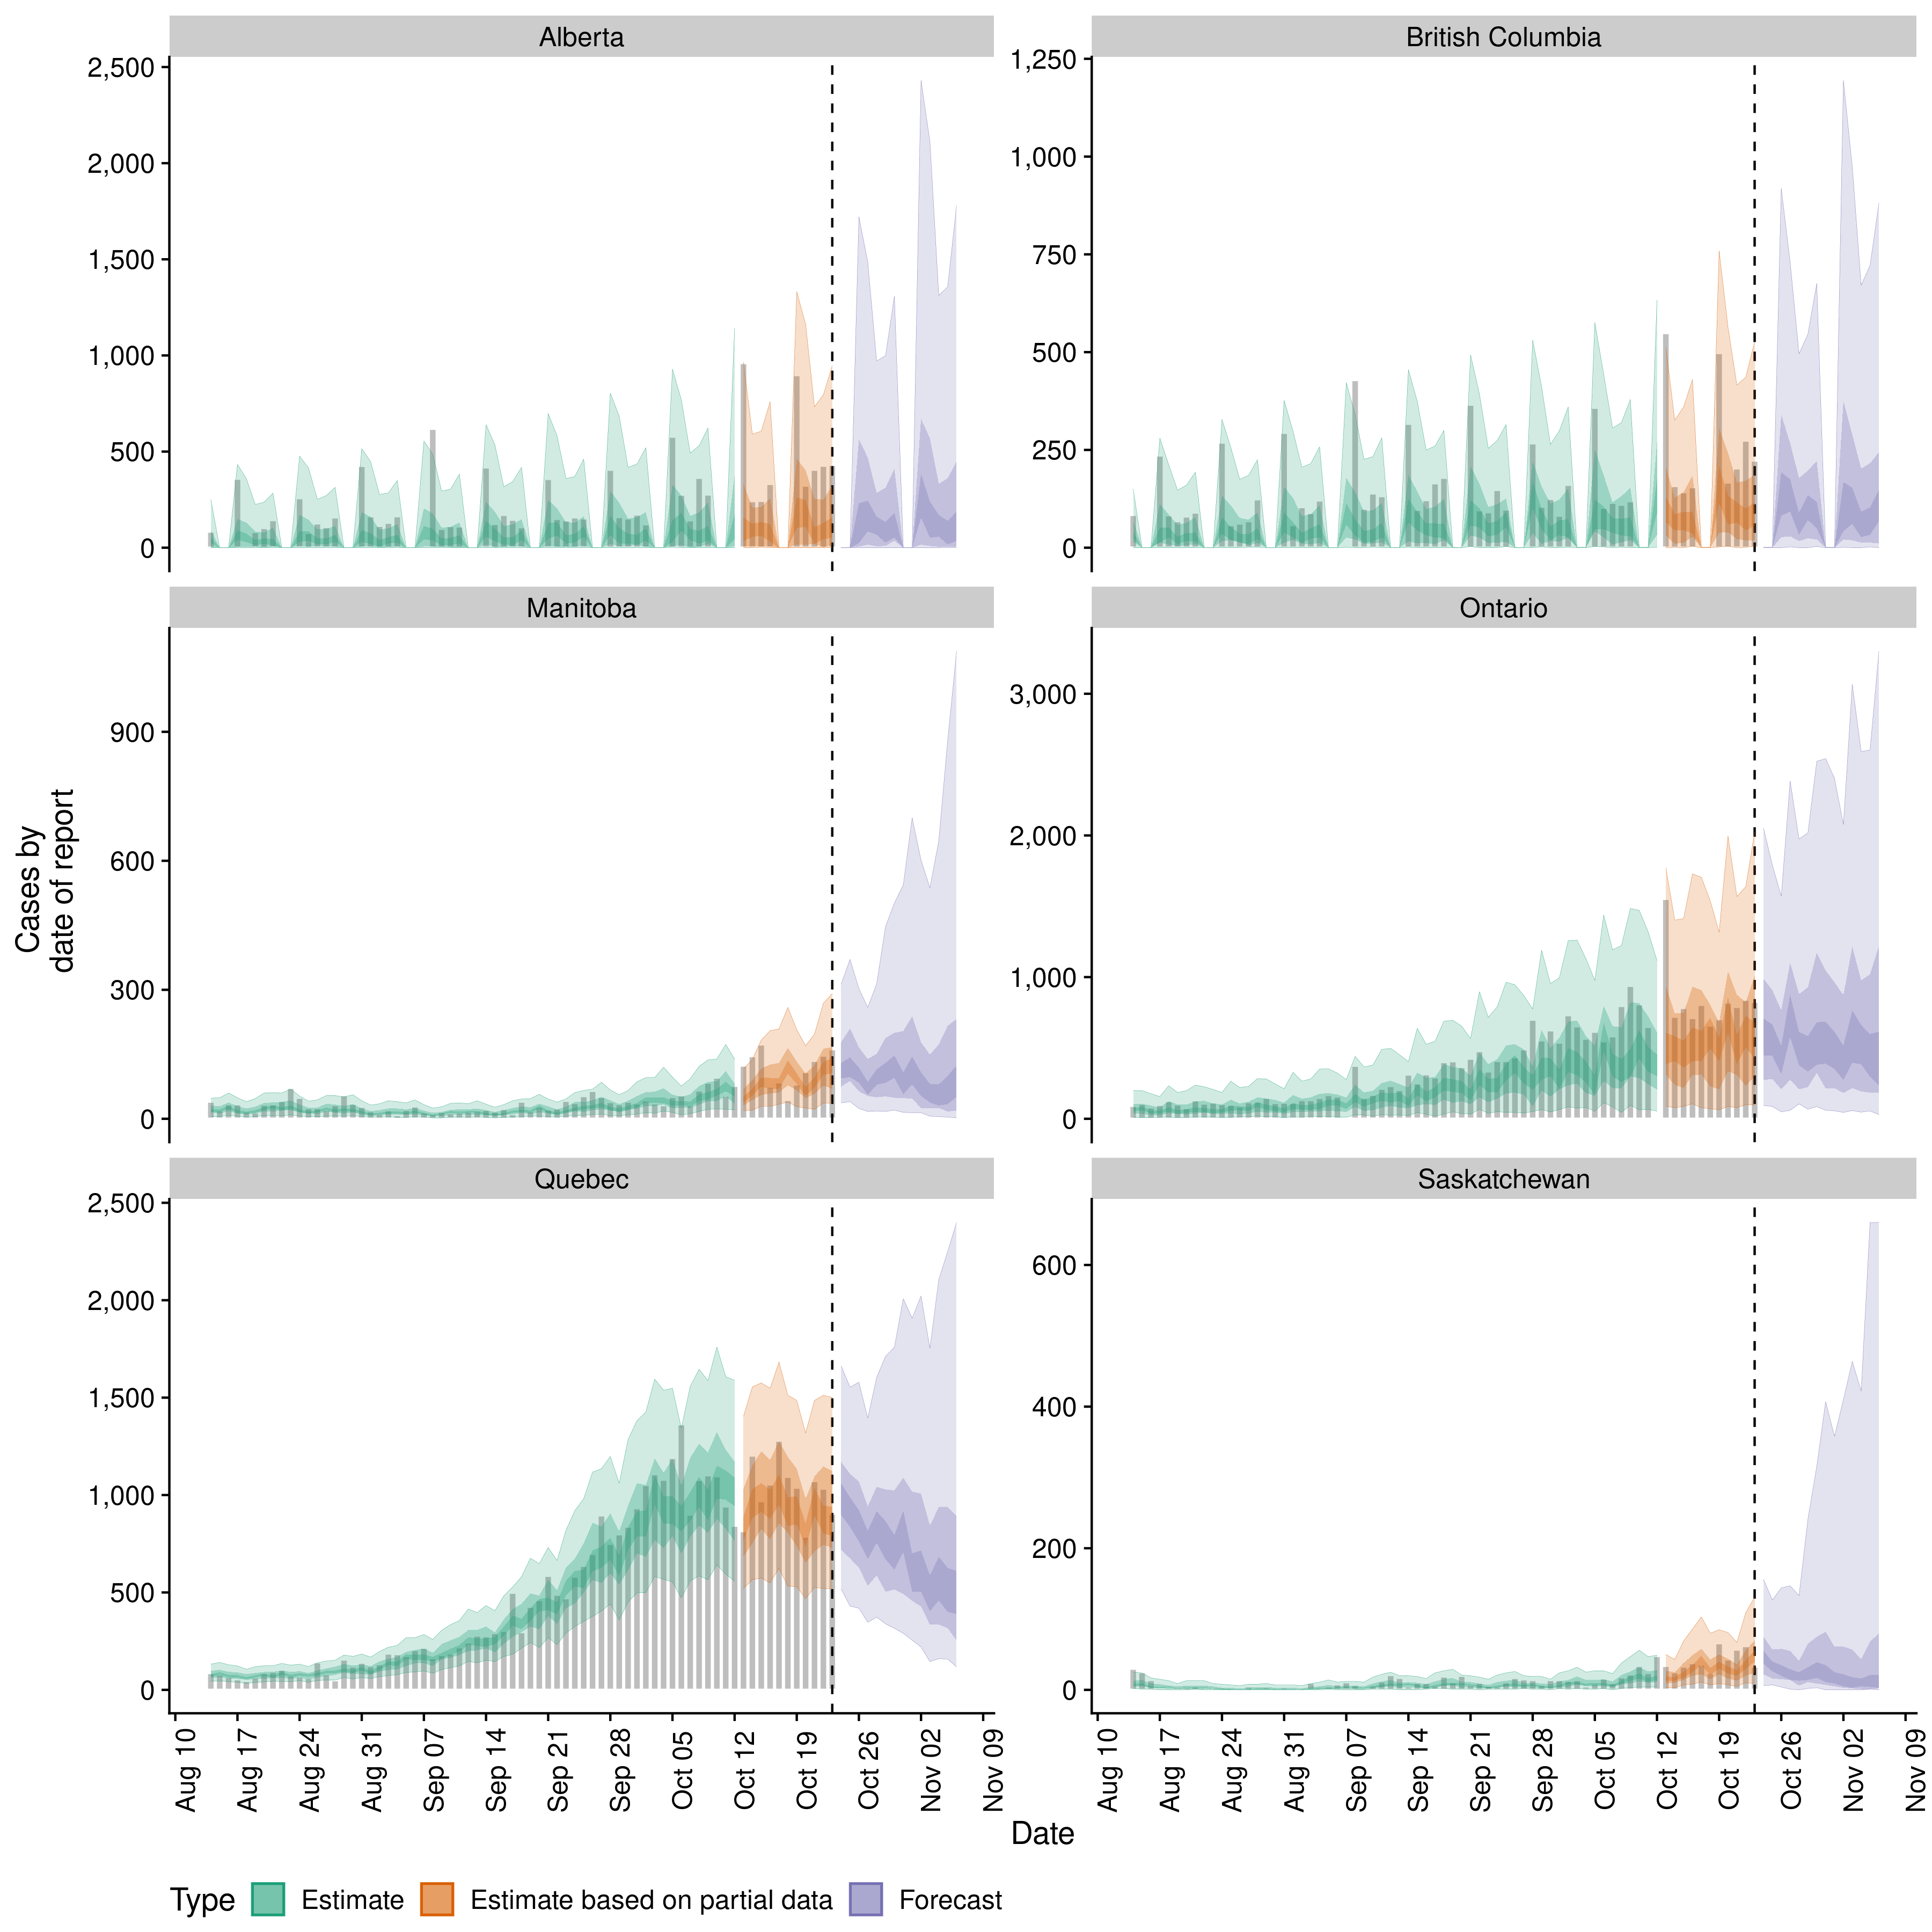 Alberta
British Columbia
2,500
2,000
1,500
1,000
500
0
1,250
1,000
750
500
250
0
Manitoba
Ontario
900
600
300
0
3,000
2,000
1,000
0
Cases by
date of report
Quebec
Saskatchewan
2,500
2,000
1,500
1,000
500
0
600
400
200
0
Aug 10
Aug 17
Aug 24
Aug 31
Sep 07
Sep 14
Sep 21
Sep 28
Oct 05
Oct 12
Oct 19
Oct 26
Nov 02
Nov 09
Aug 10
Aug 17
Aug 24
Aug 31
Sep 07
Sep 14
Sep 21
Sep 28
Oct 05
Oct 12
Oct 19
Oct 26
Nov 02
Nov 09
Date
Type Estimate Estimate based on partial data Forecast